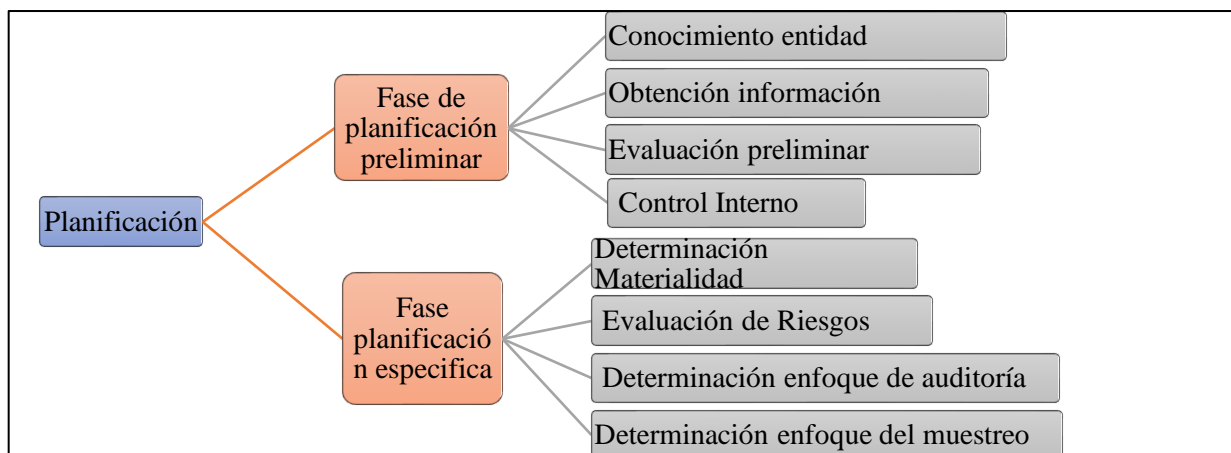 Planificación
Fase de
planificación
preliminar
Conocimiento entidad
Obtención información
Evaluación preliminar
Control Interno
Fase
planificació
n especifica
Determinación
Materialidad
Evaluación de Riesgos
Determinación enfoque de auditoría
Determinación enfoque del muestreo